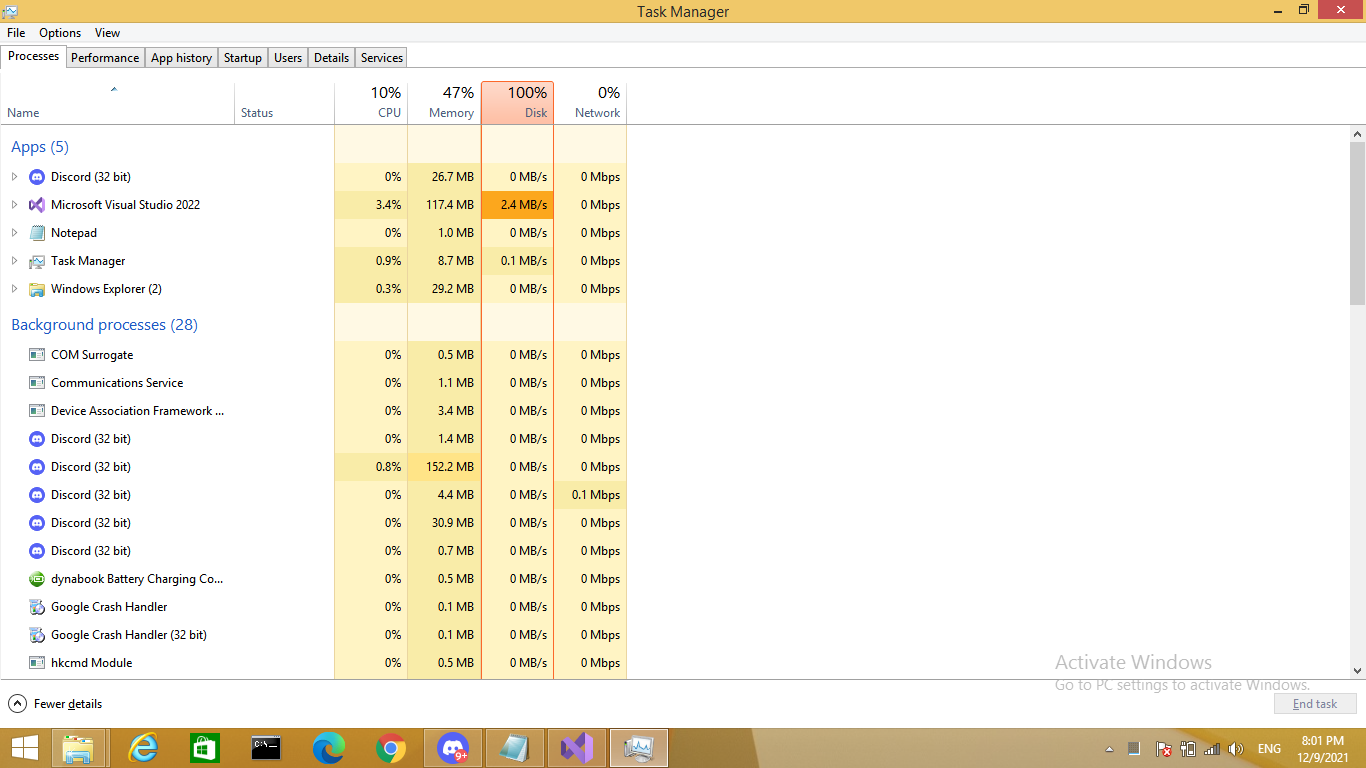 Task Manager
File Options View
Processes Performance App history Startup Users Details Services
10% 47% 100% 0%
Name Status CPU Memory Disk Network
Apps (5)
Discord (32 bit) 0% 26.7 MB 0 MB/s 0 Mbps
Microsoft Visual Studio 2022 3.4% 117.4 MB 2.4 MB/s 0 Mbps
Notepad 0% 1.0 MB 0 MB/s 0 Mbps
Task Manager 0.9% 8.7 MB 0.1 MB/s 0 Mbps
Windows Explorer (2) 0.3% 29.2 MB 0 MB/s 0 Mbps
Background processes (28)
COM Surrogate 0% 0.5 MB 0 MB/s 0 Mbps
Communications Service 0% 1.1 MB 0 MB/s 0 Mbps
Device Association Framework ... 0% 3.4 MB 0 MB/s 0 Mbps
Discord (32 bit) 0% 1.4 MB 0 MB/s 0 Mbps
Discord (32 bit) 0.8% 152.2 MB 0 MB/s 0 Mbps
Discord (32 bit) 0% 4.4 MB 0 MB/s 0.1 Mbps
Discord (32 bit) 0% 30.9 MB 0 MB/s 0 Mbps
Discord (32 bit) 0% 0.7 MB 0 MB/s 0 Mbps
dynabook Battery Charging Co... 0% 0.5 MB 0 MB/s 0 Mbps
Google Crash Handler 0% 0.1 MB 0 MB/s 0 Mbps
Google Crash Handler (32 bit) 0% 0.1 MB 0 MB/s 0 Mbps
hkcmd Module 0% 0.5 MB 0 MB/s 0 Mbps
Activate Windows
Go to PC settings to activate Windows.
Fewer details End task
C:\ 9+ ENG 8:01 PM
12/9/2021